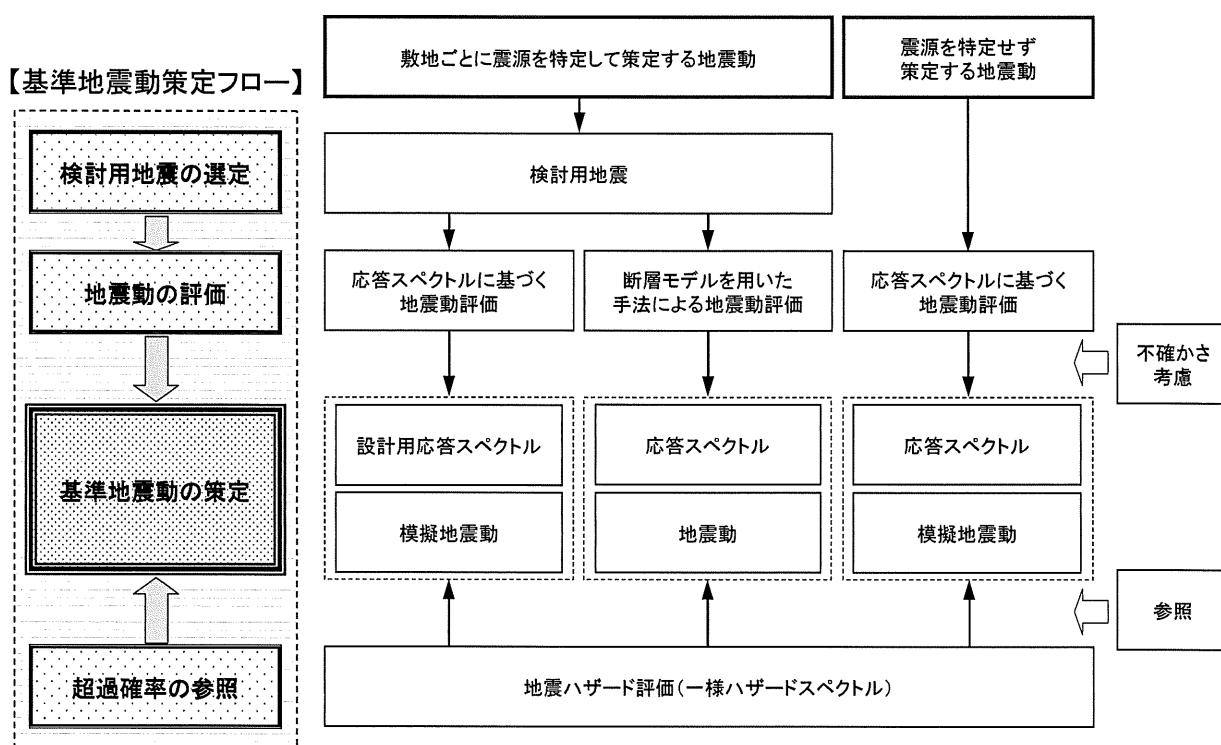 【基準地震動策定フロー】
検討用地震の選定
地震動の評価
基準地震動の策定
超過確率の参照
敷地ごとに震源を特定して策定する地震動
震源を特定せず
策定する地震動
検討用地震
応答スペクトルに基づく
地震動評価
断層モデルを用いた
手法による地震動評価
応答スペクトルに基づく
地震動評価
不確かさ
考慮
設計用応答スペクトル
応答スペクトル
応答スペクトル
模擬地震動
地震動
模擬地震動
参照
地震ハザード評価(一様ハザードスペクトル)